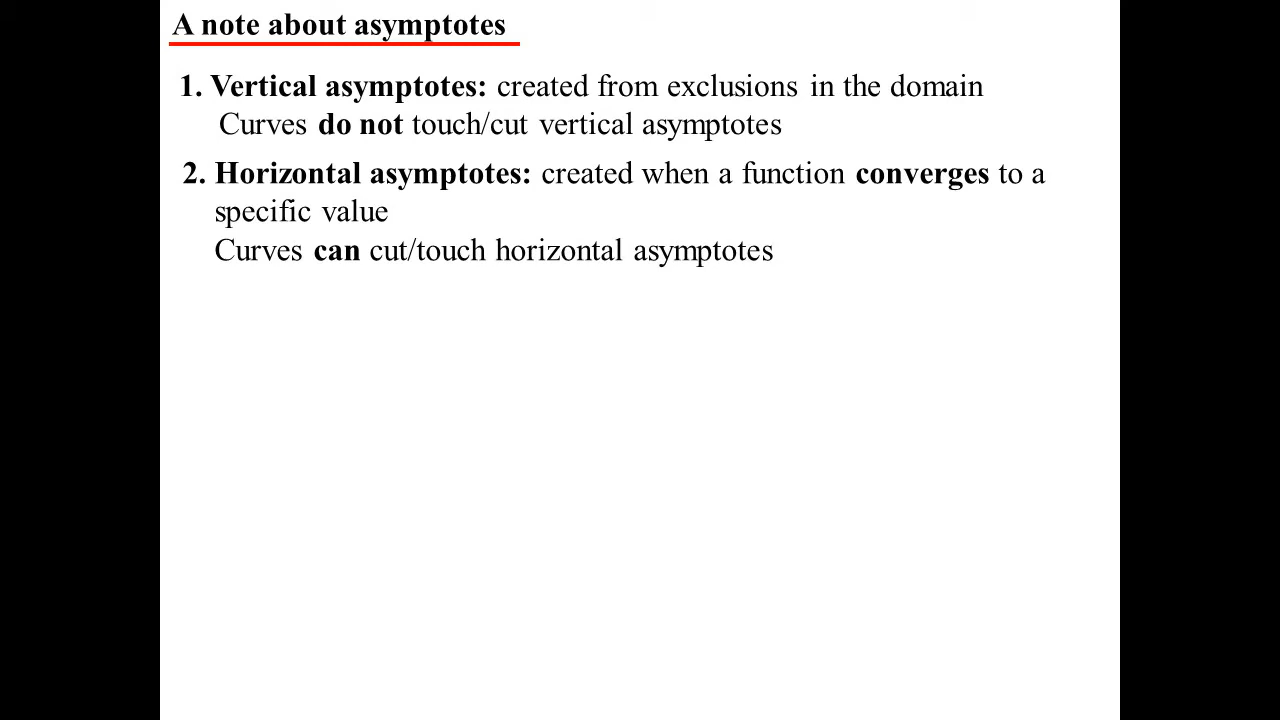 A note about asymptotes
1. Vertical asymptotes: created from exclusions in the domain
Curves do not touch/cut vertical asymptotes
2. Horizontal asymptotes: created when a function converges to a
specific value
Curves can cut/touch horizontal asymptotes